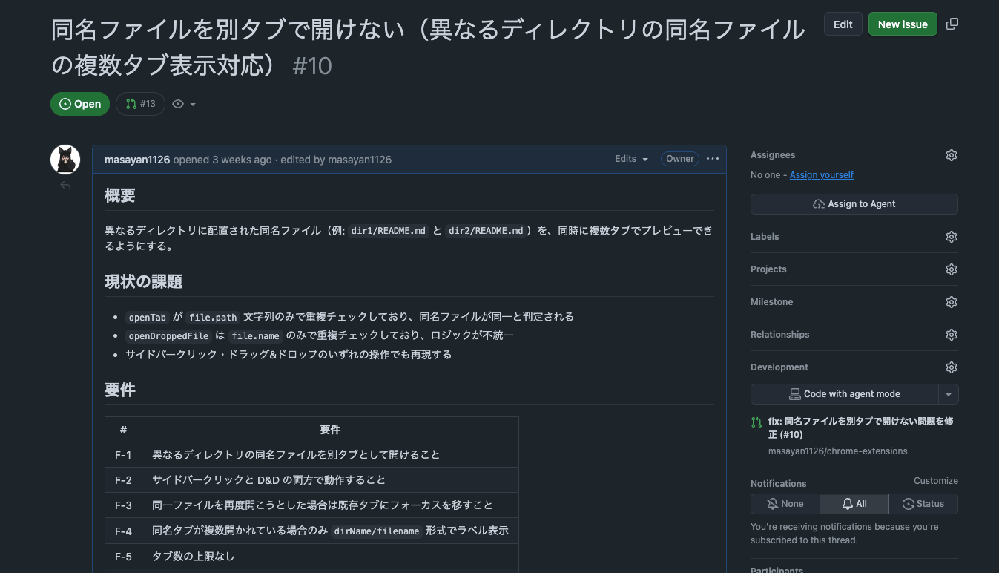 同名ファイルを別タブで開けない（異なるディレクトリの同名ファイル
の複数タブ表示対応） #10
Edit
New issue
Open
#13
masayan1126 opened 3 weeks ago · edited by masayan1126
Edits
Owner
概要
異なるディレクトリに配置された同名ファイル（例: dir1/README.md と dir2/README.md）を、同時に複数タブでプレビューでき
るようにする。
現状の課題
• openTab が file.path 文字列のみで重複チェックしており、同名ファイルが同一と判定される
• openDroppedFile は file.name のみで重複チェックしており、ロジックが不統一
• サイドバークリック・ドラッグ&ドロップのいずれの操作でも再現する
要件
# 要件
F-1 異なるディレクトリの同名ファイルを別タブとして開けること
F-2 サイドバークリックと D&D の両方で動作すること
F-3 同一ファイルを再度開こうとした場合は既存タブにフォーカスを移すこと
F-4 同名タブが複数開かれている場合のみ dirName/filename 形式でラベル表示
F-5 タブ数の上限なし
Assignees
No one - Assign yourself
Assign to Agent
Labels
Projects
Milestone
Relationships
Development
Code with agent mode
fix: 同名ファイルを別タブで開けない問題を修
正 (#10)
masayan1126/chrome-extensions
Notifications
Customize
None
All
Status
You're receiving notifications because you're
subscribed to this thread.
Participants